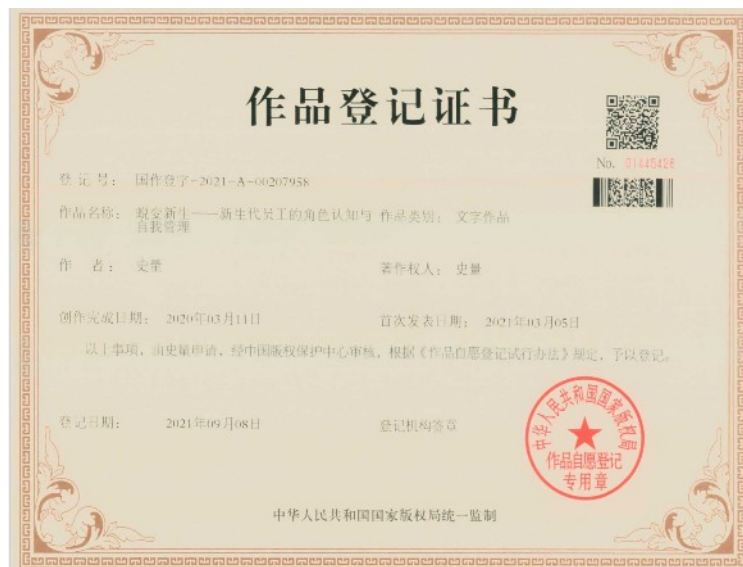 作品登记证书
No. 01445428
登记号： 国作登字-2021-A-00207958
作品名称： 蜕变新生——新生代员工的角色认知与自我管理 作品类别： 文字作品
作 者： 史量 著作权人： 史量
创作完成日期： 2020年03月11日 首次发表日期： 2021年03月05日
以上事项，由史量申请，经中国版权保护中心审核，根据《作品自愿登记试行办法》规定，予以登记。
登记日期： 2021年09月08日 登记机构签章
中华人民共和国国家版权局
作品自愿登记
专用章
中华人民共和国国家版权局统一监制